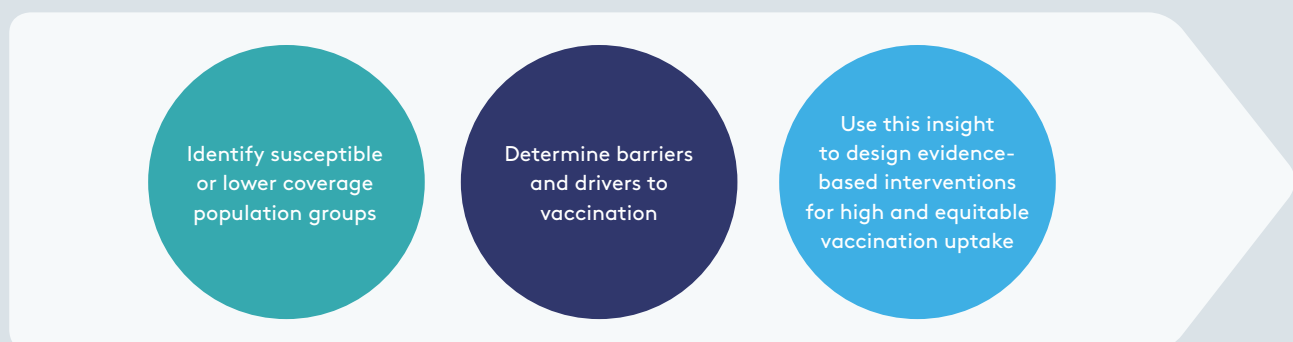 Identify susceptible
or lower coverage
population groups
Determine barriers
and drivers to
vaccination
Use this insight
to design evidence-
based interventions
for high and equitable
vaccination uptake